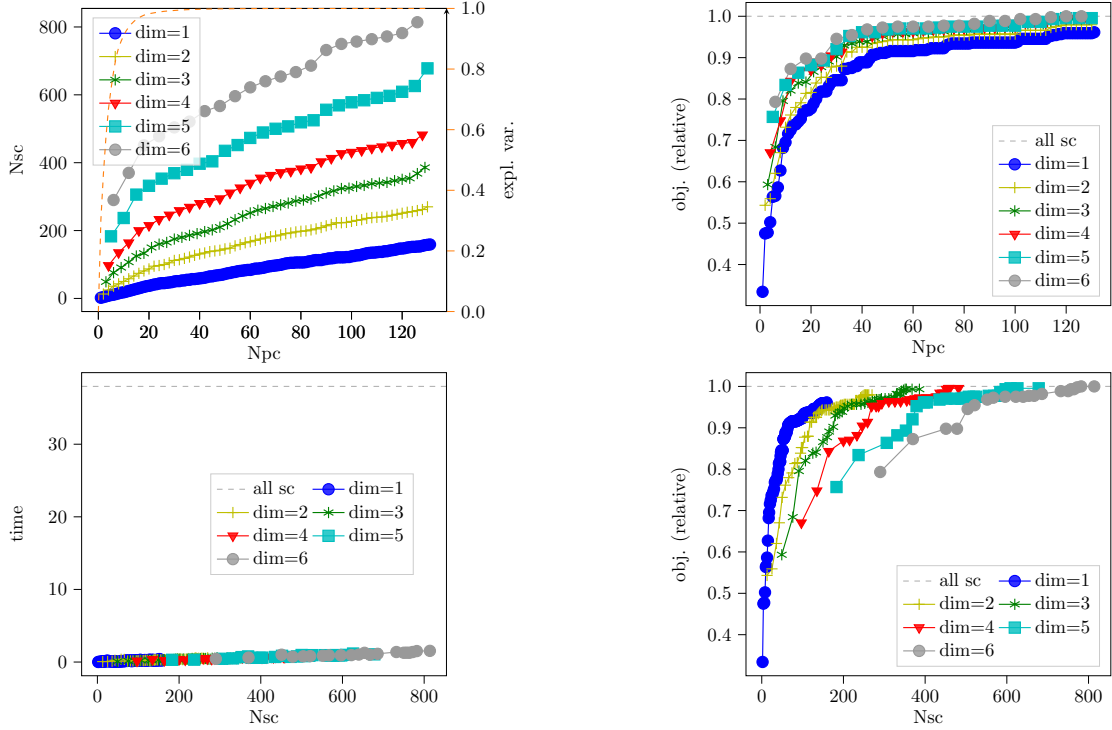 800
600
400
200
0
Nsc
0
20
40
60
80
100
120
Npc
1.0
0.8
0.6
0.4
0.2
0.0
expl. var.
dim=1
dim=2
dim=3
dim=4
dim=5
dim=6
1.0
0.9
0.8
0.7
0.6
0.5
0.4
obj. (relative)
0
20
40
60
80
100
120
Npc
all sc
dim=1
dim=2
dim=3
dim=4
dim=5
dim=6
30
20
10
0
time
0
200
400
600
800
Nsc
all sc dim=1
dim=2 dim=3
dim=4 dim=5
dim=6
1.0
0.9
0.8
0.7
0.6
0.5
0.4
obj. (relative)
0
200
400
600
800
Nsc
all sc dim=1
dim=2 dim=3
dim=4 dim=5
dim=6